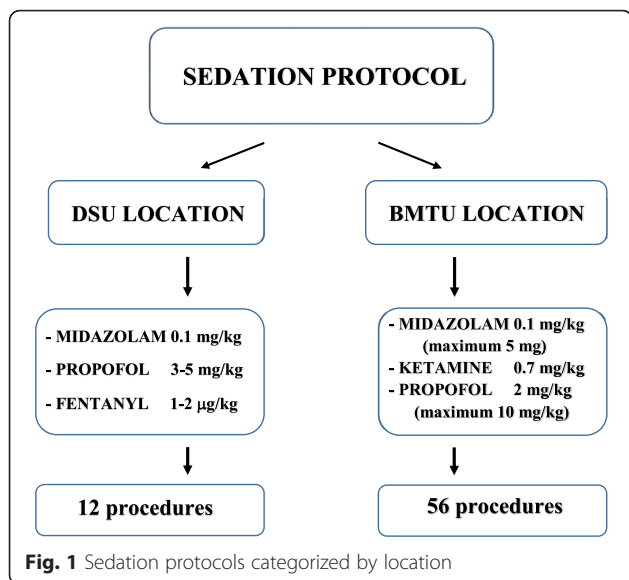 SEDATION PROTOCOL
DSU LOCATION
BMTU LOCATION
- MIDAZOLAM 0.1 mg/kg
- PROPOFOL 3-5 mg/kg
- FENTANYL 1-2 µg/kg
- MIDAZOLAM 0.1 mg/kg
(maximum 5 mg)
- KETAMINE 0.7 mg/kg
- PROPOFOL 2 mg/kg
(maximum 10 mg/kg)
12 procedures
56 procedures
Fig. 1 Sedation protocols categorized by location